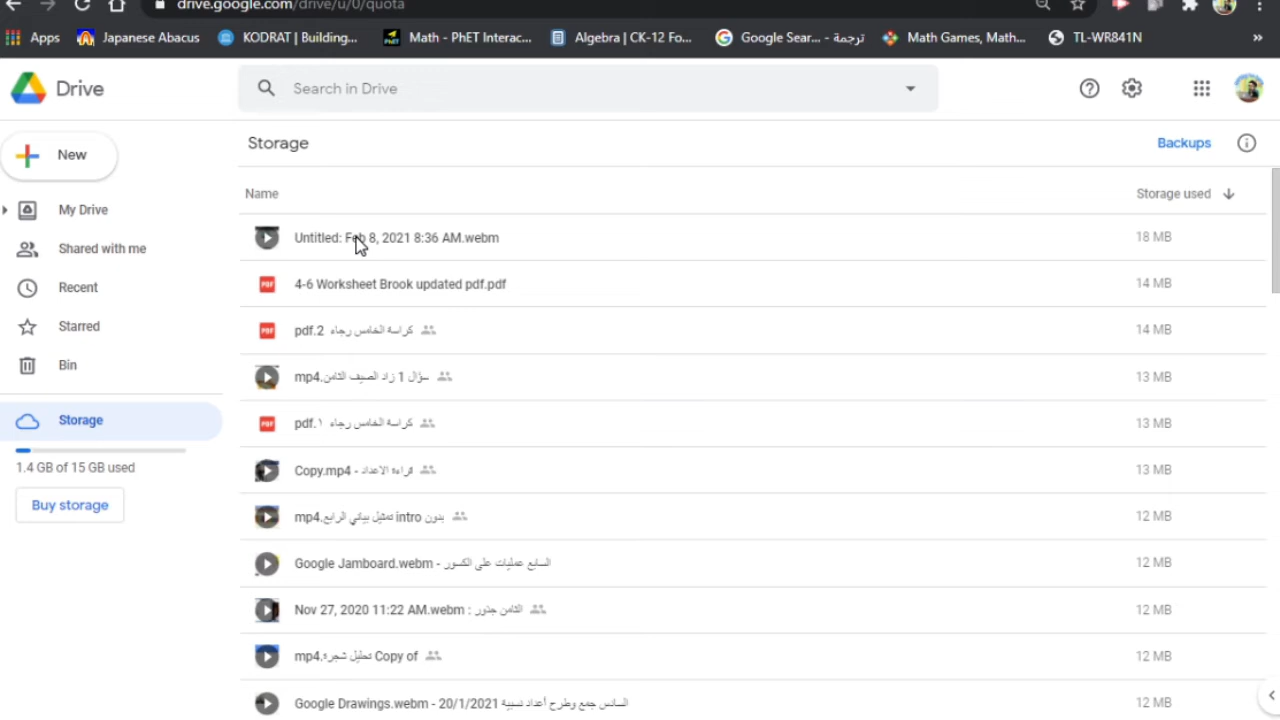 drive.google.com/drive/u/0/quota
Apps
Japanese Abacus
KODRAT | Building...
Math - PhET Interac...
Algebra | CK-12 Fo...
Google Sear... - ترجمة
Math Games, Math...
TL-WR841N
»
Drive
Search in Drive
New
Storage
Backups
My Drive
Name
Storage used
Shared with me
Untitled: Feb 8, 2021 8:36 AM.webm
18 MB
Recent
4-6 Worksheet Brook updated pdf.pdf
14 MB
Starred
كراسة الخامس رجاء 2.pdf
14 MB
Bin
سؤال 1 زاد الصيف الثامن.mp4
13 MB
Storage
كراسة الخامس رجاء ١.pdf
13 MB
1.4 GB of 15 GB used
قراءة الاعداد - Copy.mp4
13 MB
Buy storage
بدون intro تمثيل بياني الرابع.mp4
12 MB
السابع عمليات على الكسور - Google Jamboard.webm
12 MB
الثامن جذور : Nov 27, 2020 11:22 AM.webm
12 MB
Copy of تحليل شجرة.mp4
12 MB
السادس جمع وطرح أعداد نسبية 20/1/2021 - Google Drawings.webm
12 MB